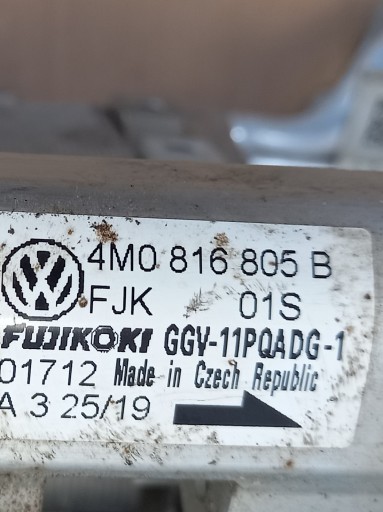 4M0 816 805 B
FJK 01S
FUJIKOKI GGV-11PQADG-1
01712 Made in Czech Republic
A 3 25/19